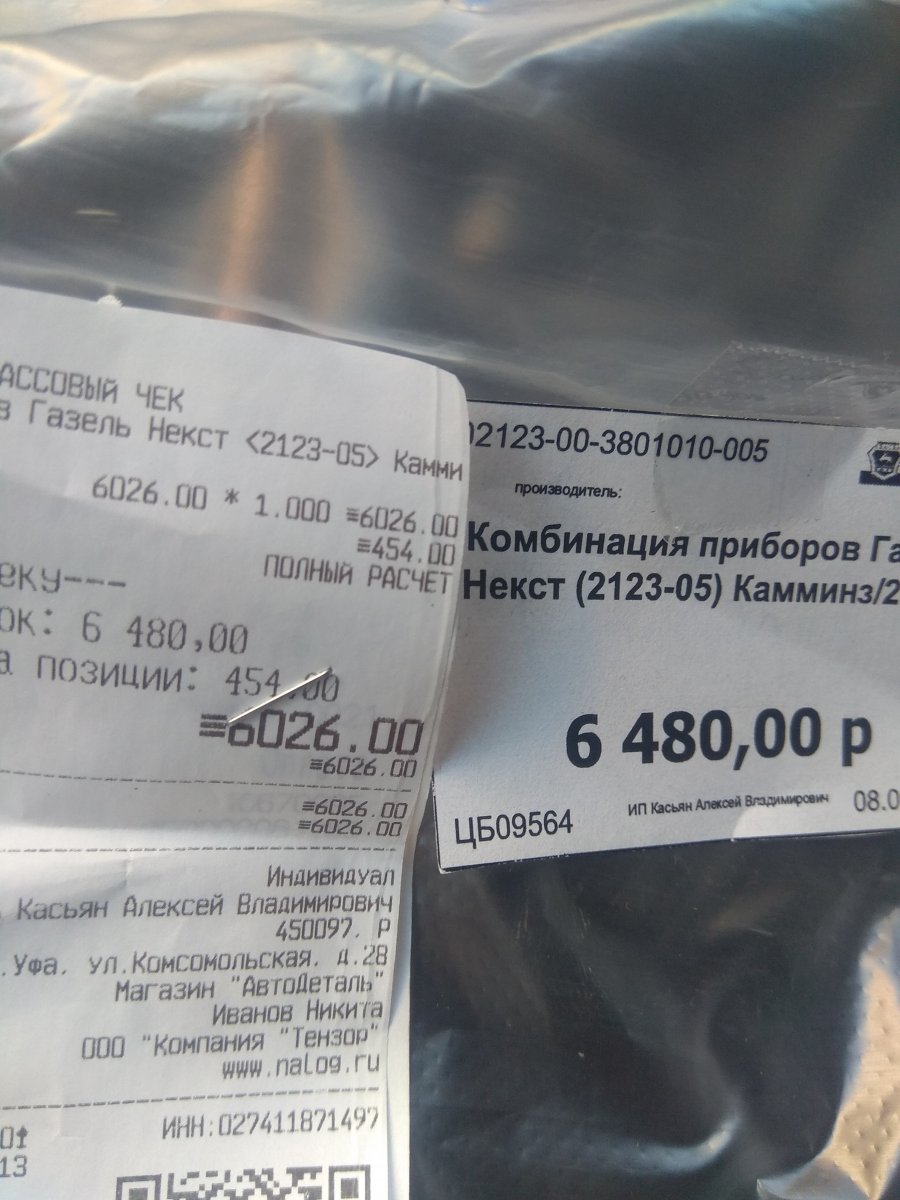 АССОВЫЙ ЧЕК
в Газель Некст <2123-05> Камми
6026.00 * 1.000 ≡6026.00
≡454.00
ПОЛНЫЙ РАСЧЕТ
еку---
ок: 6 480,00
а позиции: 454.00
≡6026.00
≡6026.00
≡6026.00
≡6026.00
Индивидуал
Касьян Алексей Владимирович
450097, Р
.Уфа, ул.Комсомольская, д.28
Магазин "АвтоДеталь"
Иванов Никита
ООО "Компания "Тензор"
www.nalog.ru
ИНН:027411871497
13
02123-00-3801010-005
производитель:
Комбинация приборов Га
Некст (2123-05) Камминз/2
6 480,00 р
ЦБ09564
ИП Касьян Алексей Владимирович
08.0